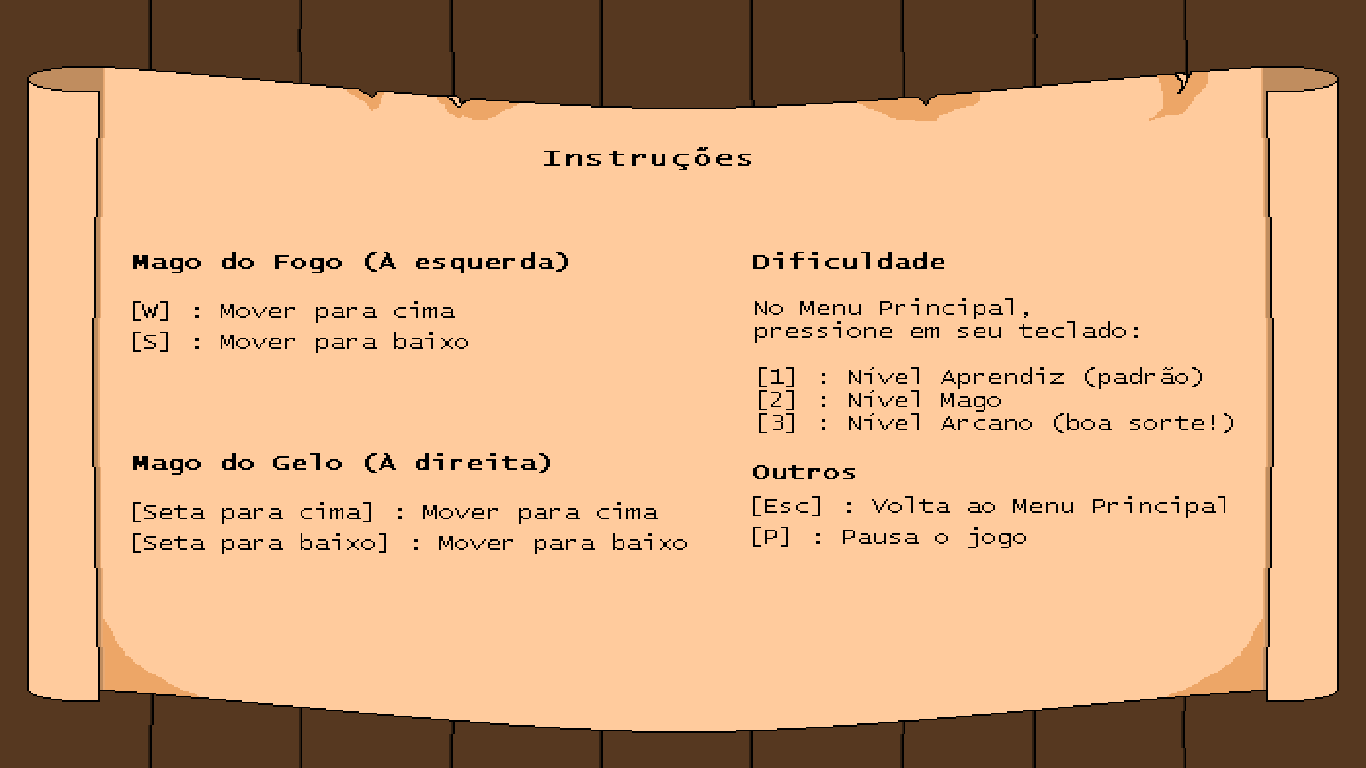 Instruções
Mago do Fogo (À esquerda)
[W] : Mover para cima
[S] : Mover para baixo
Mago do Gelo (À direita)
[Seta para cima] : Mover para cima
[Seta para baixo] : Mover para baixo
Dificuldade
No Menu Principal,
pressione em seu teclado:
[1] : Nível Aprendiz (padrão)
[2] : Nível Mago
[3] : Nível Arcano (boa sorte!)
Outros
[Esc] : Volta ao Menu Principal
[P] : Pausa o jogo